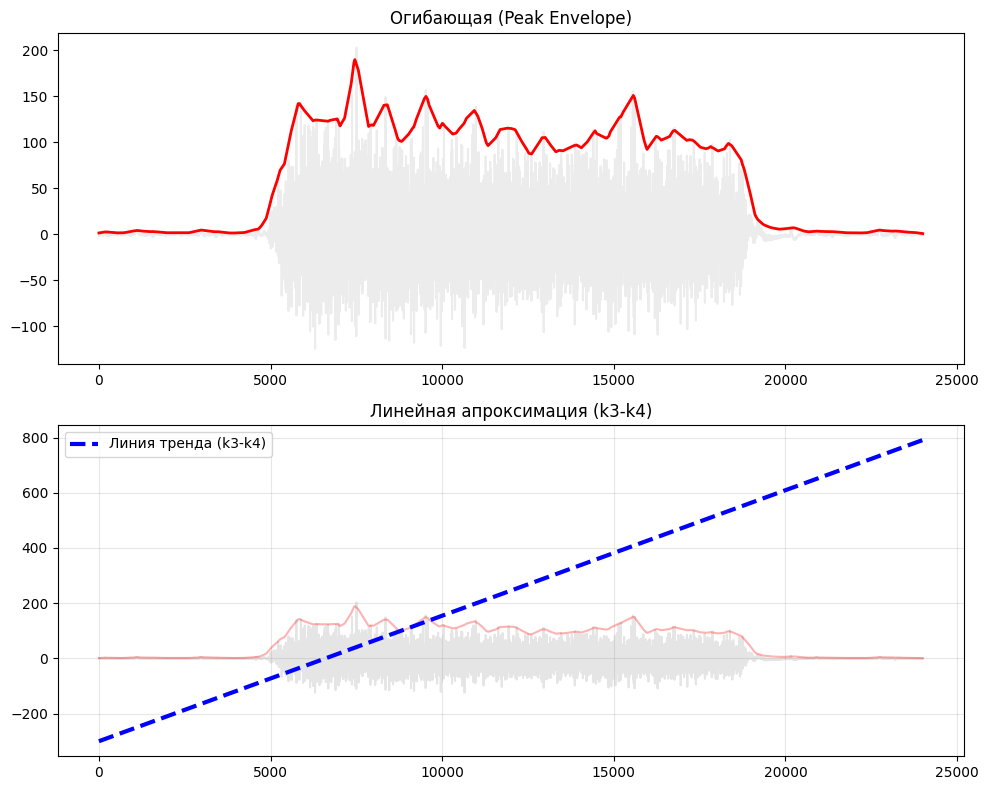 Огибающая (Peak Envelope)
200
150
100
50
0
−50
−100
0 5000 10000 15000 20000 25000
Линейная апроксимация (k3-k4)
Линия тренда (k3-k4)
800
600
400
200
0
−200
0 5000 10000 15000 20000 25000